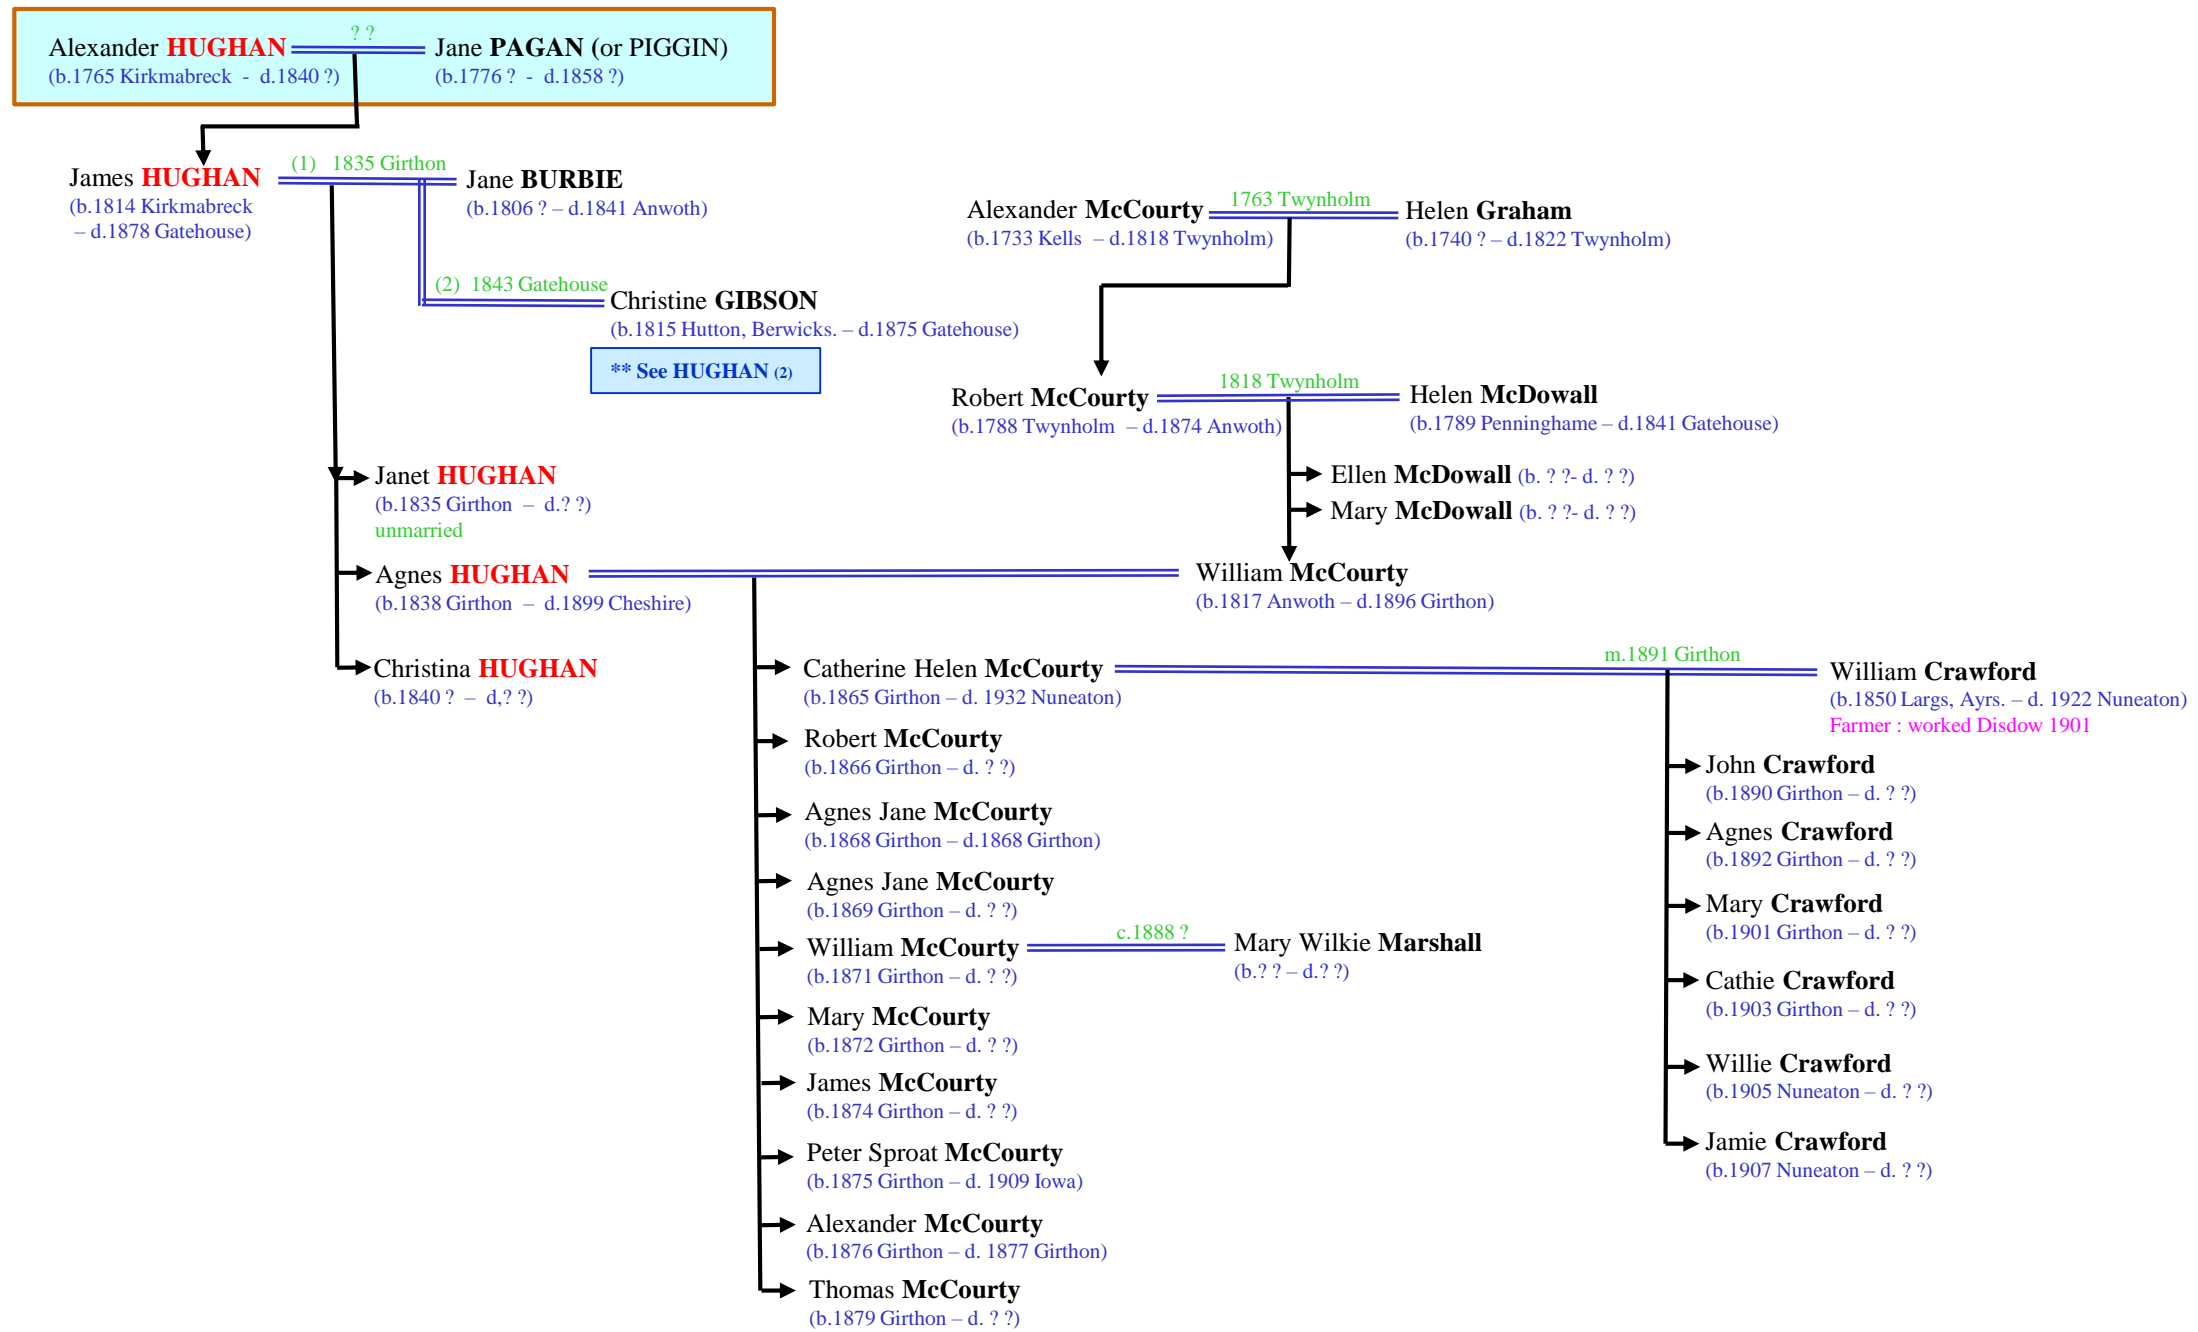 ? ?
Alexander HUGHAN
Jane PAGAN (or PIGGIN)
(b.1765 Kirkmabreck - d.1840 ?)
(b.1776 ? - d.1858 ?)
(1) 1835 Girthon
James HUGHAN
(b.1814 Kirkmabreck
– d.1878 Gatehouse)
Jane BURBIE
(b.1806 ? – d.1841 Anwoth)
(2) 1843 Gatehouse
Christine GIBSON
(b.1815 Hutton, Berwicks. – d.1875 Gatehouse)
** See HUGHAN (2)
1763 Twynholm
Alexander McCourty
(b.1733 Kells – d.1818 Twynholm)
Helen Graham
(b.1740 ? – d.1822 Twynholm)
1818 Twynholm
Robert McCourty
(b.1788 Twynholm – d.1874 Anwoth)
Helen McDowall
(b.1789 Penninghame – d.1841 Gatehouse)
Ellen McDowall (b. ? ?- d. ? ?)
Mary McDowall (b. ? ?- d. ? ?)
Janet HUGHAN
(b.1835 Girthon – d.? ?)
unmarried
Agnes HUGHAN
(b.1838 Girthon – d.1899 Cheshire)
William McCourty
(b.1817 Anwoth – d.1896 Girthon)
Christina HUGHAN
(b.1840 ? – d,? ?)
Catherine Helen McCourty
(b.1865 Girthon – d. 1932 Nuneaton)
m.1891 Girthon
William Crawford
(b.1850 Largs, Ayrs. – d. 1922 Nuneaton)
Farmer : worked Disdow 1901
Robert McCourty
(b.1866 Girthon – d. ? ?)
Agnes Jane McCourty
(b.1868 Girthon – d.1868 Girthon)
Agnes Jane McCourty
(b.1869 Girthon – d. ? ?)
William McCourty
(b.1871 Girthon – d. ? ?)
c.1888 ?
Mary Wilkie Marshall
(b.? ? – d.? ?)
Mary McCourty
(b.1872 Girthon – d. ? ?)
James McCourty
(b.1874 Girthon – d. ? ?)
Peter Sproat McCourty
(b.1875 Girthon – d. 1909 Iowa)
Alexander McCourty
(b.1876 Girthon – d. 1877 Girthon)
Thomas McCourty
(b.1879 Girthon – d. ? ?)
John Crawford
(b.1890 Girthon – d. ? ?)
Agnes Crawford
(b.1892 Girthon – d. ? ?)
Mary Crawford
(b.1901 Girthon – d. ? ?)
Cathie Crawford
(b.1903 Girthon – d. ? ?)
Willie Crawford
(b.1905 Nuneaton – d. ? ?)
Jamie Crawford
(b.1907 Nuneaton – d. ? ?)